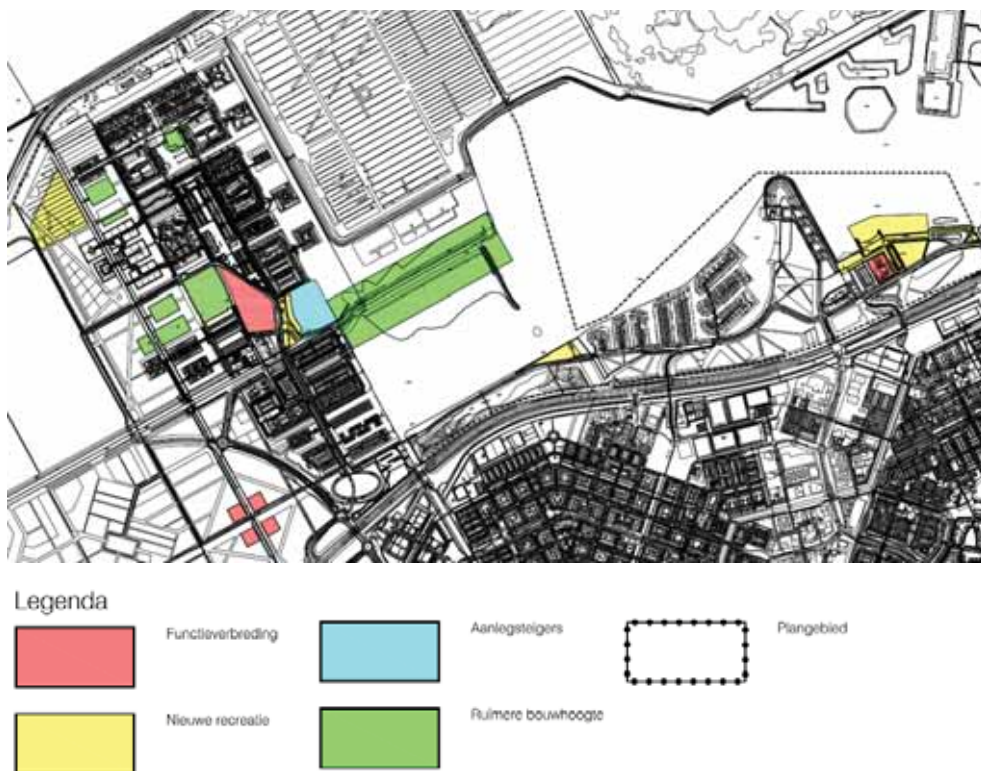 Legenda
Functieverbreding
Aanlegsteigers
Plangebied
Nieuwe recreatie
Ruimere bouwhoogte